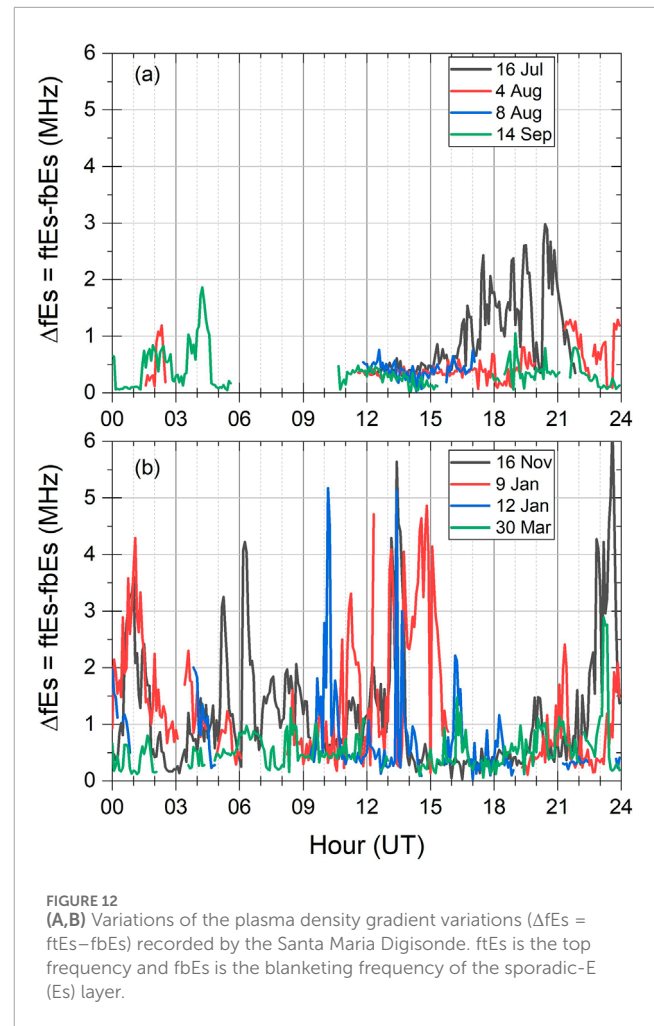 ΔfEs = ftEs-fbEs (MHz)
6
5
4
3
2
1
0
(a)
16 Jul
4 Aug
8 Aug
14 Sep
00 03 06 09 12 15 18 21 24
ΔfEs = ftEs-fbEs (MHz)
6
5
4
3
2
1
0
(b)
16 Nov
9 Jan
12 Jan
30 Mar
00 03 06 09 12 15 18 21 24
Hour (UT)
FIGURE 12
(A,B) Variations of the plasma density gradient variations (ΔfEs =
ftEs–fbEs) recorded by the Santa Maria Digisonde. ftEs is the top
frequency and fbEs is the blanketing frequency of the sporadic-E
(Es) layer.